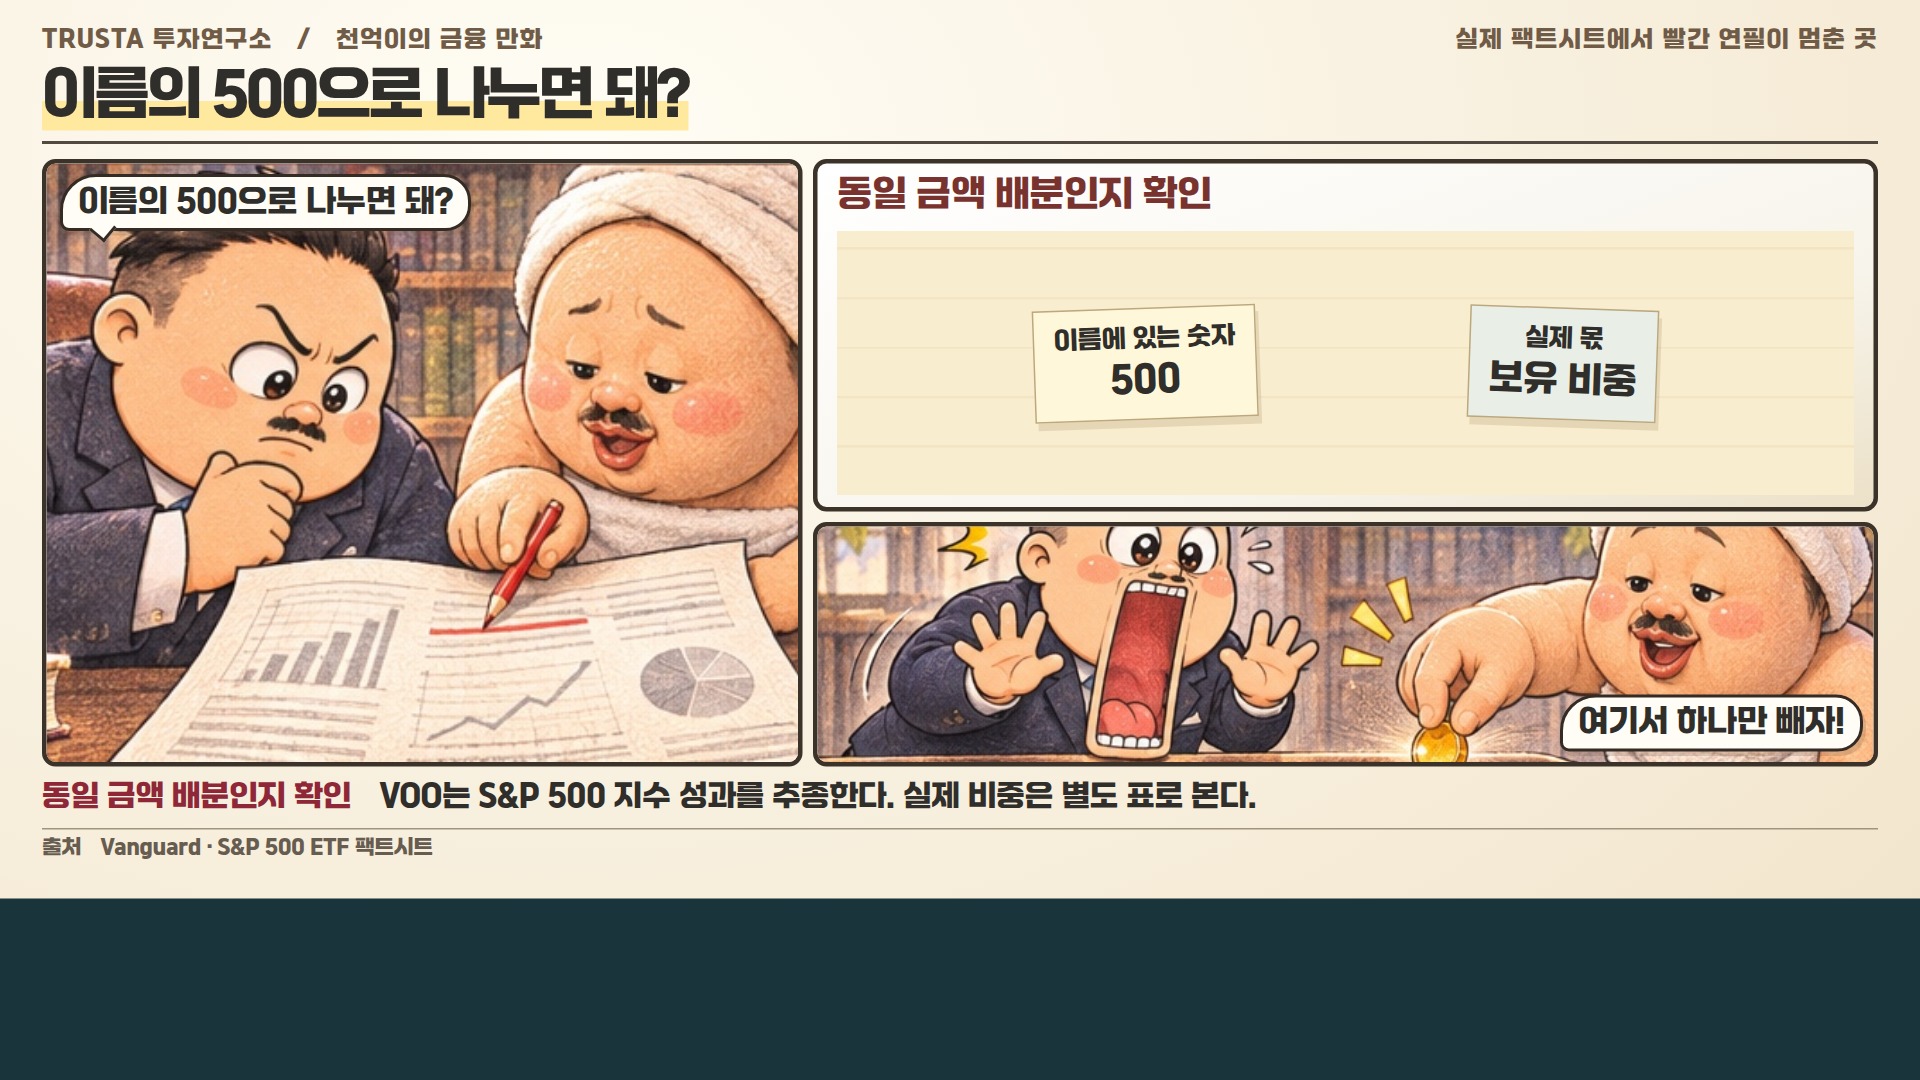 TRUSTA 투자연구소 / 천억이의 금융 만화
실제 팩트시트에서 빨간 연필이 멈춘 곳
이름의 500으로 나누면 돼?
이름의 500으로 나누면 돼?
동일 금액 배분인지 확인
이름에 있는 숫자
500
실제 몫
보유 비중
여기서 하나만 빼자!
동일 금액 배분인지 확인 VOO는 S&P 500 지수 성과를 추종한다. 실제 비중은 별도 표로 본다.
출처 Vanguard · S&P 500 ETF 팩트시트